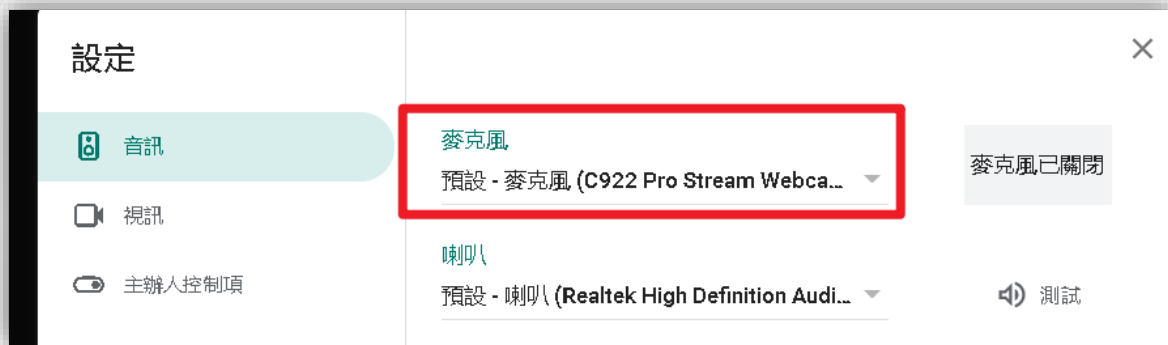 設定
音訊
視訊
主辦人控制項
麥克風
預設 - 麥克風 (C922 Pro Stream Webca...
麥克風已關閉
喇叭
預設 - 喇叭 (Realtek High Definition Audi...
測試